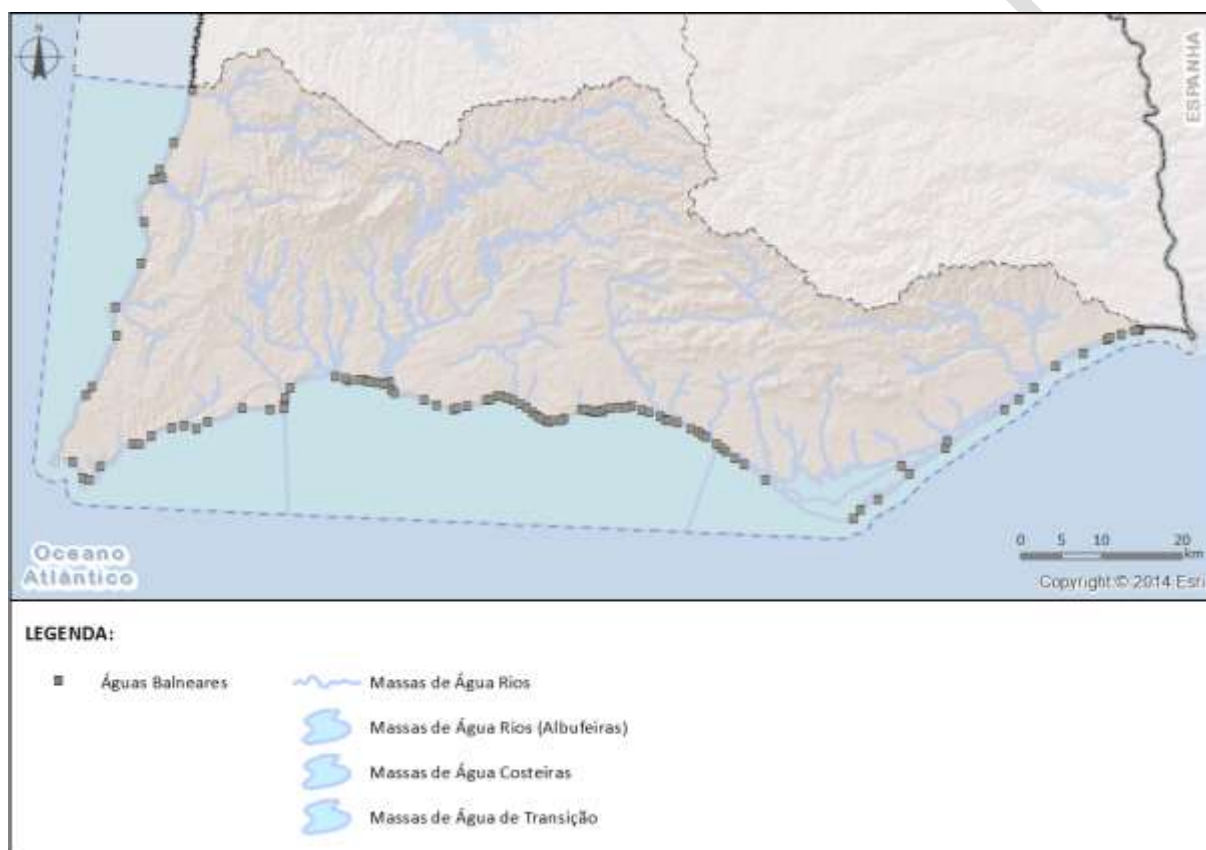 N
ESPANHA
Oceano
Atlântico
0 5 10 20
km
Copyright © 2014 Esri
LEGENDA:
Águas Balneares
Massas de Água Rios
Massas de Água Rios (Albufeiras)
Massas de Água Costeiras
Massas de Água de Transição